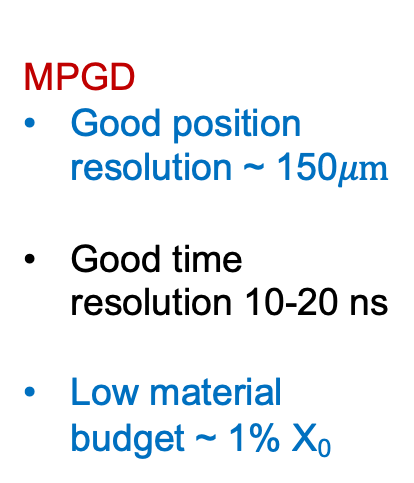 MPGD
• Good position
resolution ~ 150μm
• Good time
resolution 10-20 ns
• Low material
budget ~ 1% X₀